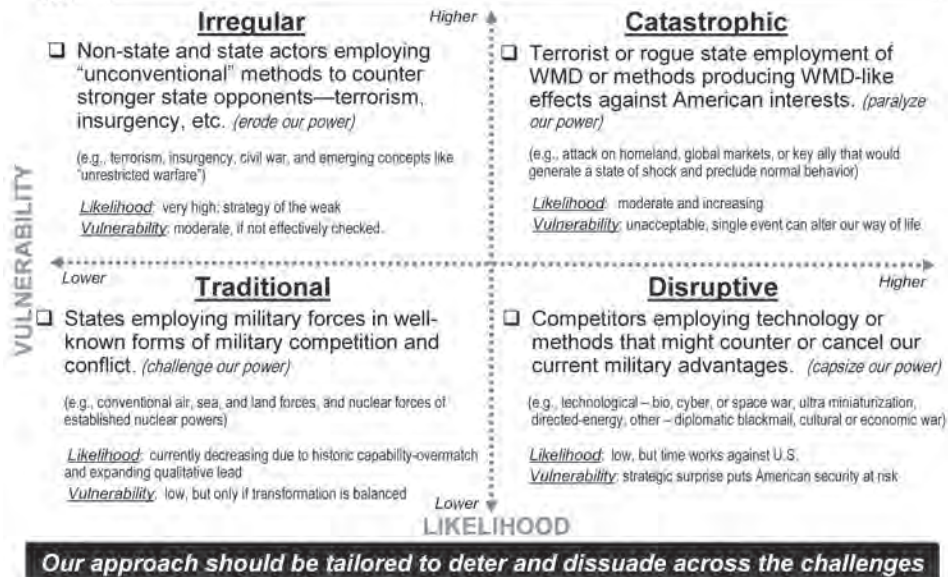 Higher
Irregular
❑ Non-state and state actors employing
"unconventional" methods to counter
stronger state opponents—terrorism,
insurgency, etc. (erode our power)
(e.g., terrorism, insurgency, civil war, and emerging concepts like
"unrestricted warfare")
Likelihood: very high; strategy of the weak
Vulnerability: moderate, if not effectively checked.
Catastrophic
❑ Terrorist or rogue state employment of
WMD or methods producing WMD-like
effects against American interests. (paralyze
our power)
(e.g., attack on homeland, global markets, or key ally that would
generate a state of shock and preclude normal behavior)
Likelihood: moderate and increasing
Vulnerability: unacceptable, single event can alter our way of life
VULNERABILITY
Lower
Higher
Traditional
❑ States employing military forces in well-
known forms of military competition and
conflict. (challenge our power)
(e.g., conventional air, sea, and land forces, and nuclear forces of
established nuclear powers)
Likelihood: currently decreasing due to historic capability-overmatch
and expanding qualitative lead
Vulnerability: low, but only if transformation is balanced
Disruptive
❑ Competitors employing technology or
methods that might counter or cancel our
current military advantages. (capsize our power)
(e.g., technological – bio, cyber, or space war, ultra miniaturization,
directed-energy, other – diplomatic blackmail, cultural or economic war)
Likelihood: low, but time works against U.S.
Vulnerability: strategic surprise puts American security at risk
Lower
LIKELIHOOD
Our approach should be tailored to deter and dissuade across the challenges